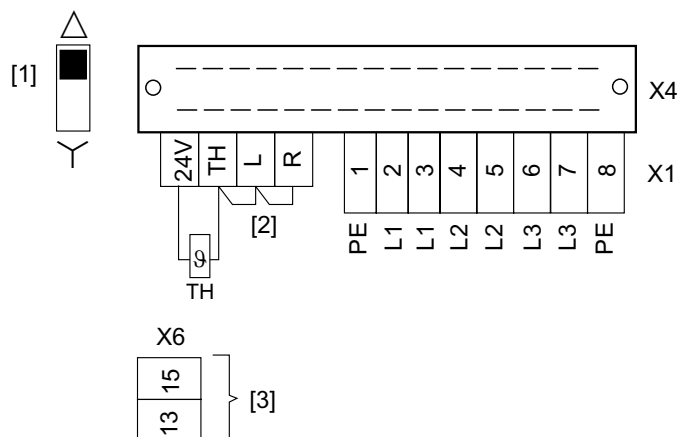 [1]
X4
24V TH L R
1 2 3 4 5 6 7 8
X1
[2]
PE L1 L1 L2 L2 L3 L3 PE
ϑ
TH
X6
15
[3]
13